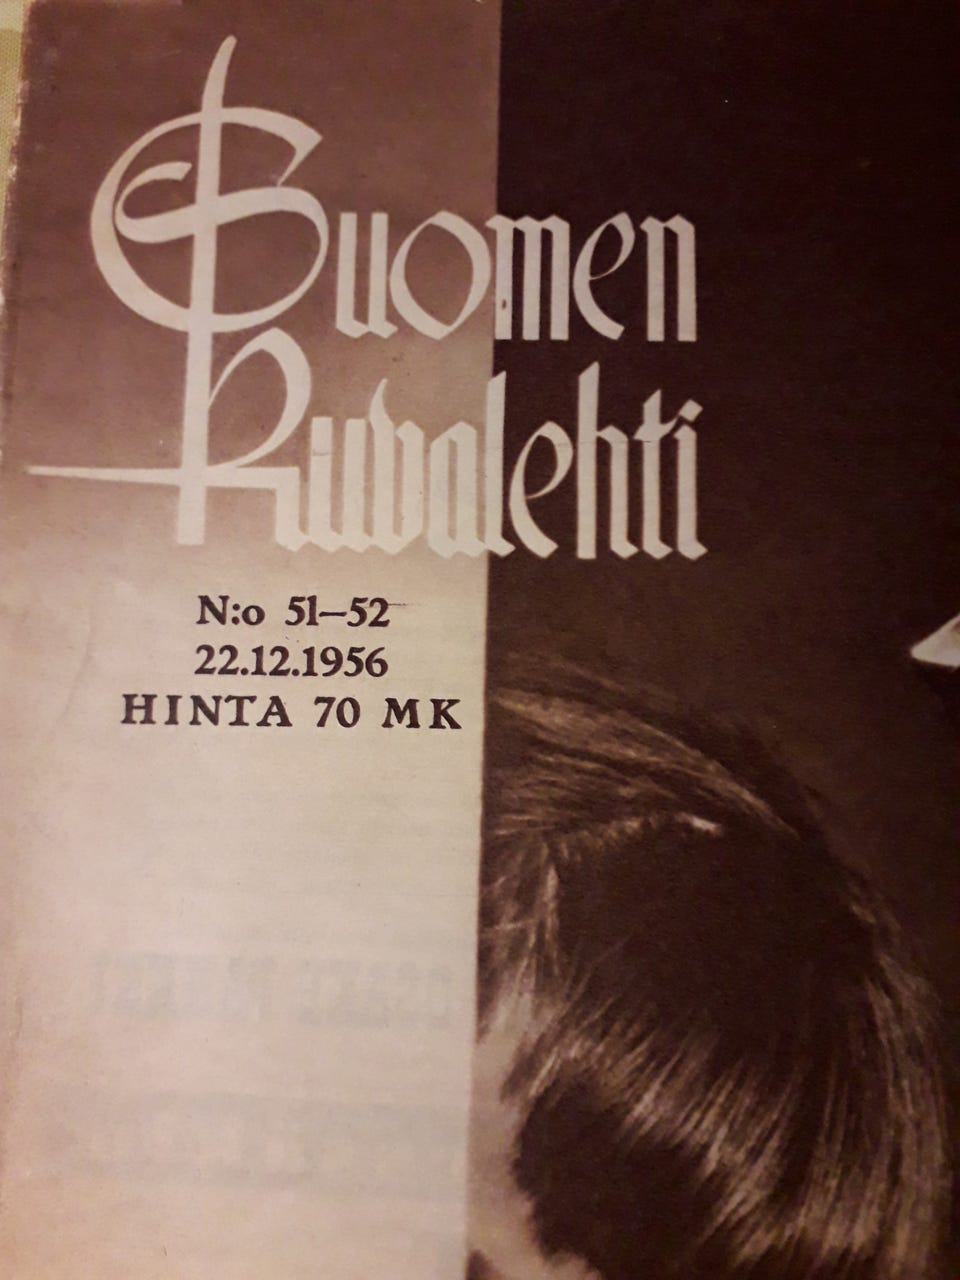 Suomen
Kuvalehti
N:o 51–52
22.12.1956
HINTA 70 MK